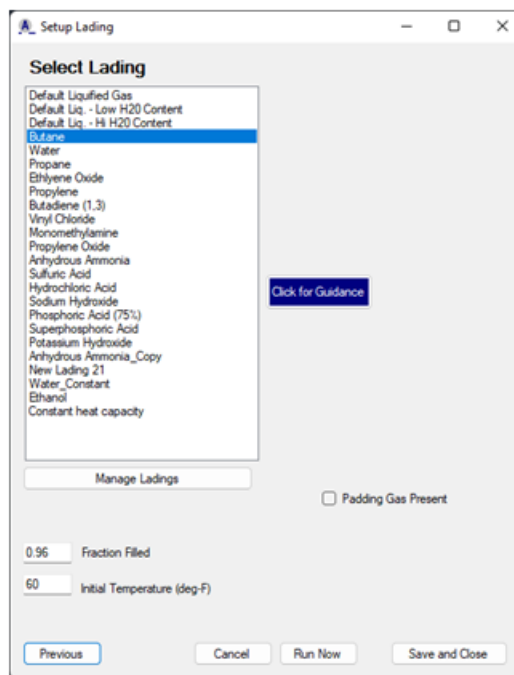 Setup Lading
Select Lading
Default Liquified Gas
Default Liq. - Low H20 Content
Default Liq. - Hi H20 Content
Butane
Water
Propane
Ethlyene Oxide
Propylene
Butadiene (1,3)
Vinyl Chloride
Monomethylamine
Propylene Oxide
Anhydrous Ammonia
Sulfuric Acid
Hydrochloric Acid
Sodium Hydroxide
Phosphoric Acid (75%)
Superphosphoric Acid
Potassium Hydroxide
Anhydrous Ammonia_Copy
New Lading 21
Water_Constant
Ethanol
Constant heat capacity
Click for Guidance
Manage Ladings
Padding Gas Present
0.96 Fraction Filled
60 Initial Temperature (deg-F)
Previous Cancel Run Now Save and Close